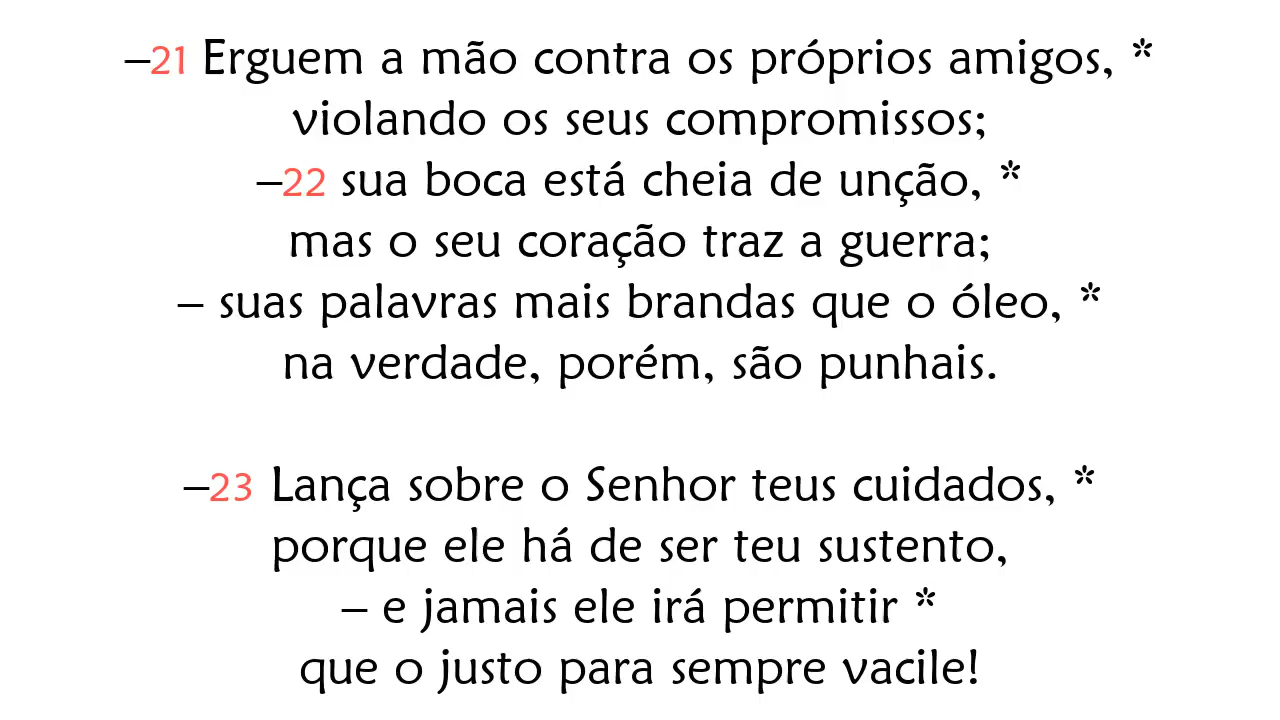 –21 Erguem a mão contra os próprios amigos, *
violando os seus compromissos;
–22 sua boca está cheia de unção, *
mas o seu coração traz a guerra;
– suas palavras mais brandas que o óleo, *
na verdade, porém, são punhais.
–23 Lança sobre o Senhor teus cuidados, *
porque ele há de ser teu sustento,
– e jamais ele irá permitir *
que o justo para sempre vacile!